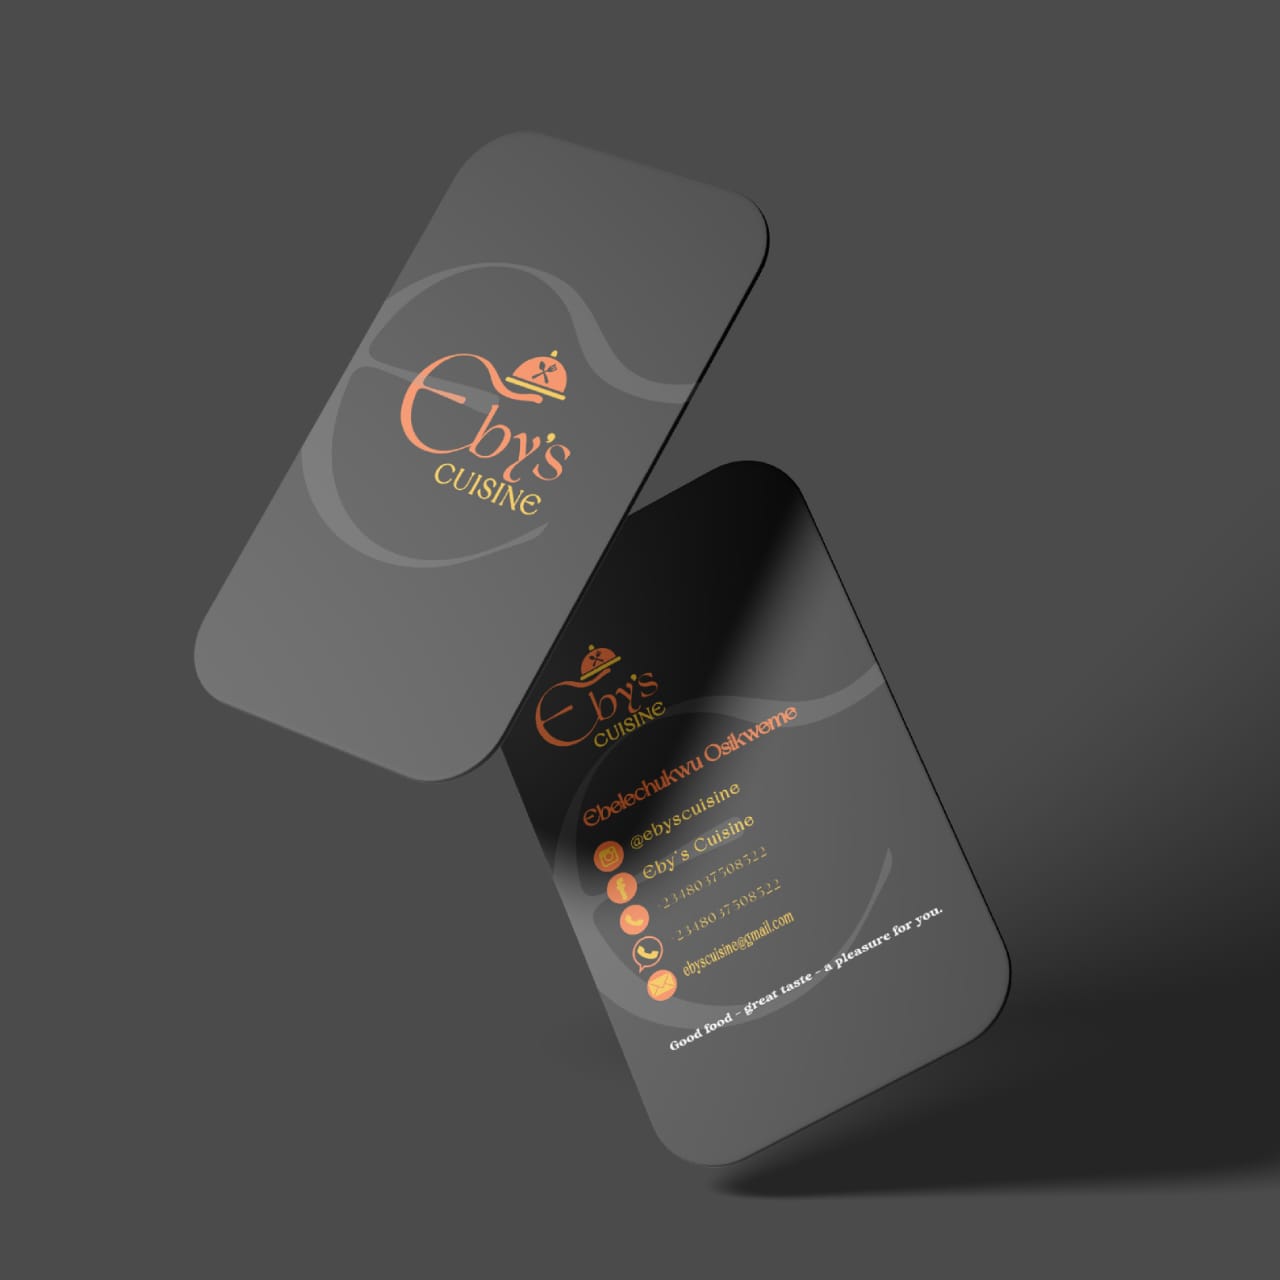 Eby's
CUISINE
Eby's
CUISINE
Ebelechukwu Osikweme
@ebyscuisine
Eby's Cuisine
+2348037508522
2348037508522
ebyscuisine@gmail.com
Good food - great taste - a pleasure for you.